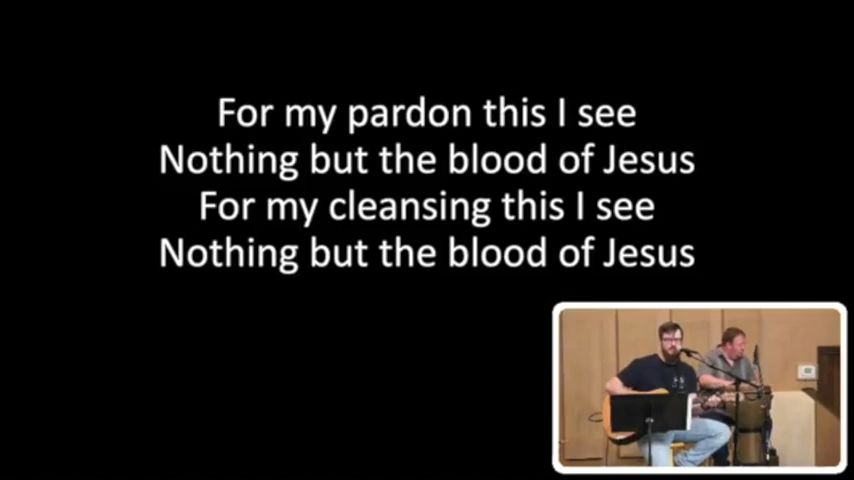 For my pardon this I see
Nothing but the blood of Jesus
For my cleansing this I see
Nothing but the blood of Jesus